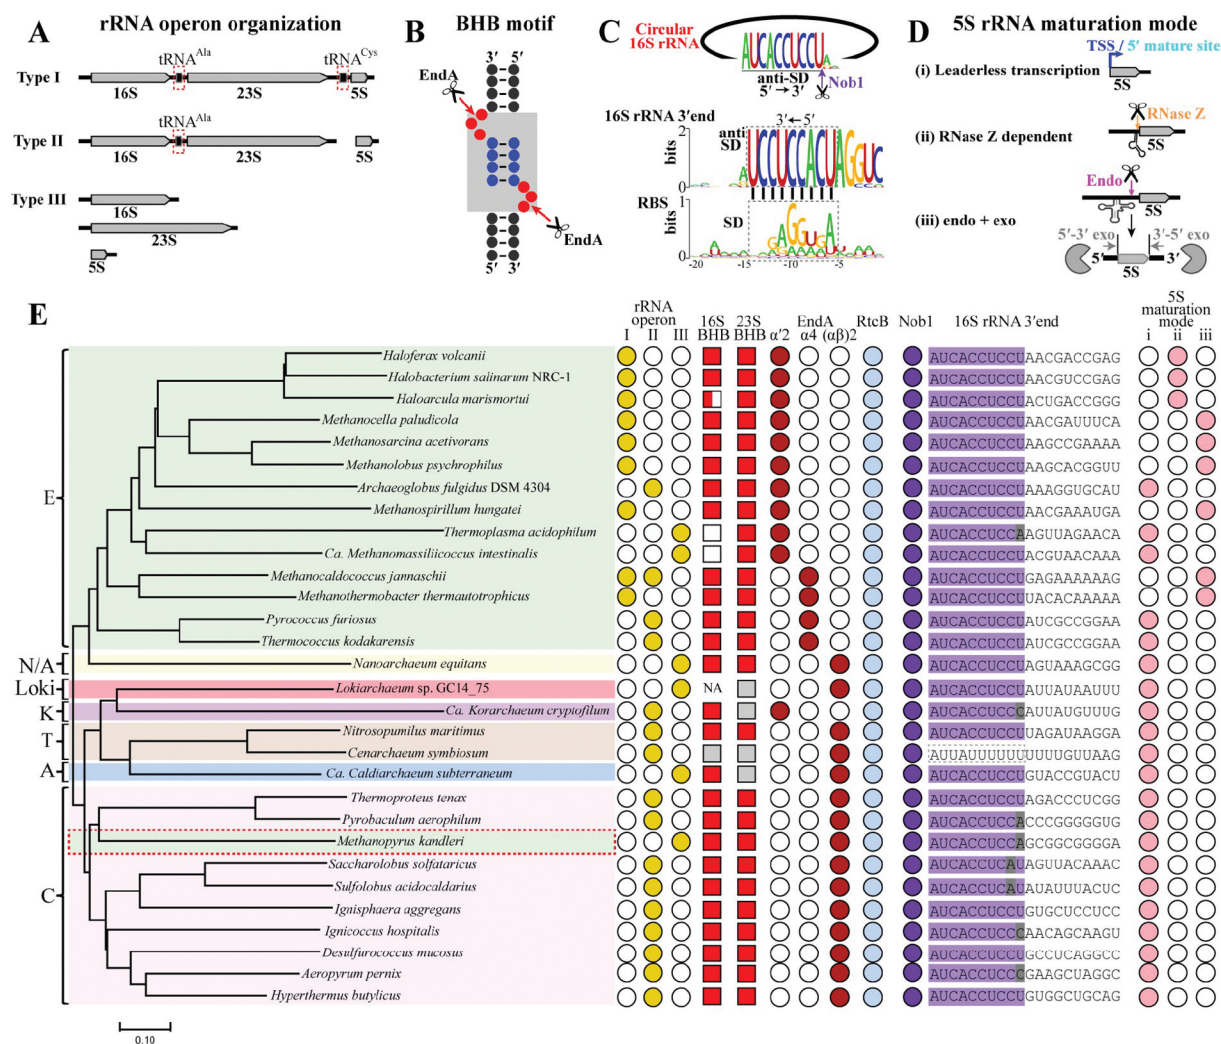 A rRNA operon organization
Type I
tRNA^Ala
tRNA^Cys
16S
23S
5S
Type II
tRNA^Ala
16S
23S
5S
Type III
16S
23S
5S
B BHB motif
3′ 5′
EndA
EndA
5′ 3′
C
Circular
16S rRNA
AUCACCUCCU
anti-SD
5′ → 3′
Nob1
16S rRNA 3′end
3′←5′
bits
2
0
anti
SD
UCCUCCACUAGGUC
RBS
bits
1
0
SD
GAGGUGA
-20 -15 -10 -5
D 5S rRNA maturation mode
TSS / 5′ mature site
(i) Leaderless transcription
5S
RNase Z
(ii) RNase Z dependent
5S
Endo
5S
(iii) endo + exo
5′-3′ exo
3′-5′ exo
5′
5S
3′
E
rRNA operon
I II III
16S BHB
23S BHB
EndA
α′2 α4 (αβ)2
RtcB
Nob1
16S rRNA 3′end
5S maturation mode
i ii iii
E
Haloferax volcanii AUCACCUCCUAACGACCGAG
Halobacterium salinarum NRC-1 AUCACCUCCUAACGUCCGAG
Haloarcula marismortui AUCACCUCCUACUGACCGGG
Methanocella paludicola AUCACCUCCUAACGAUUUCA
Methanosarcina acetivorans AUCACCUCCUAAGCCGAAAA
Methanolobus psychrophilus AUCACCUCCUAAGCACGGUU
Archaeoglobus fulgidus DSM 4304 AUCACCUCCUAAAGGUGCAU
Methanospirillum hungatei AUCACCUCCUAACGAAAUGA
Thermoplasma acidophilum AUCACCUCCAAGUUAGAACA
Ca. Methanomassiliicoccus intestinalis AUCACCUCCUACGUAACAAA
Methanocaldococcus jannaschii AUCACCUCCUGAGAAAAAAG
Methanothermobacter thermautotrophicus AUCACCUCCUUACACAAAAA
Pyrococcus furiosus AUCACCUCCUAUCGCCGGAA
Thermococcus kodakarensis AUCACCUCCUAUCGCCGGAA
N/A
Nanoarchaeum equitans AUCACCUCCUAGUAAAGCGG
Loki
Lokiarchaeum sp. GC14_75 NA AUCACCUCCUAUUAUAAUUU
K
Ca. Korarchaeum cryptofilum AUCACCUCCCAUUAUGUUUG
T
Nitrosopumilus maritimus AUCACCUCCUUAGAUAAGGA
Cenarchaeum symbiosum AUUAUUUUUUUUUUGUUAAG
A
Ca. Caldiarchaeum subterraneum AUCACCUCCUGUACCGUACU
C
Thermoproteus tenax AUCACCUCCUAGACCCUCGG
Pyrobaculum aerophilum AUCACCUCCACCCGGGGGUG
Methanopyrus kandleri AUCACCUCCAGCGGCGGGGA
Saccharolobus solfataricus AUCACCUCAUAGUUACAAAC
Sulfolobus acidocaldarius AUCACCUCAUAUAUUUACUC
Ignisphaera aggregans AUCACCUCCUGUGCUCCUCC
Ignicoccus hospitalis AUCACCUCCCAACAGCAAGU
Desulfurococcus mucosus AUCACCUCCUGCCUCAGGCC
Aeropyrum pernix AUCACCUCCCGAAGCUAGGC
Hyperthermus butylicus AUCACCUCCUGUGGCUGCAG
0.10